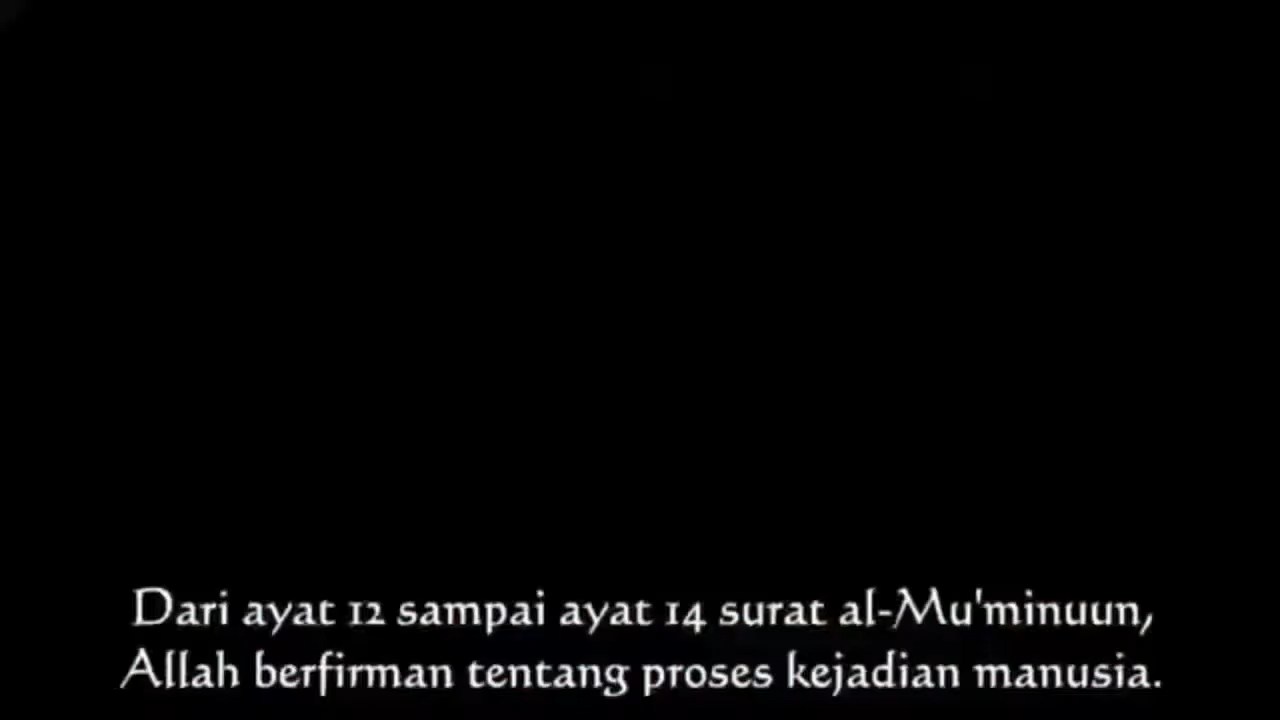 Dari ayat 12 sampai ayat 14 surat al-Mu'minuun,
Allah berfirman tentang proses kejadian manusia.